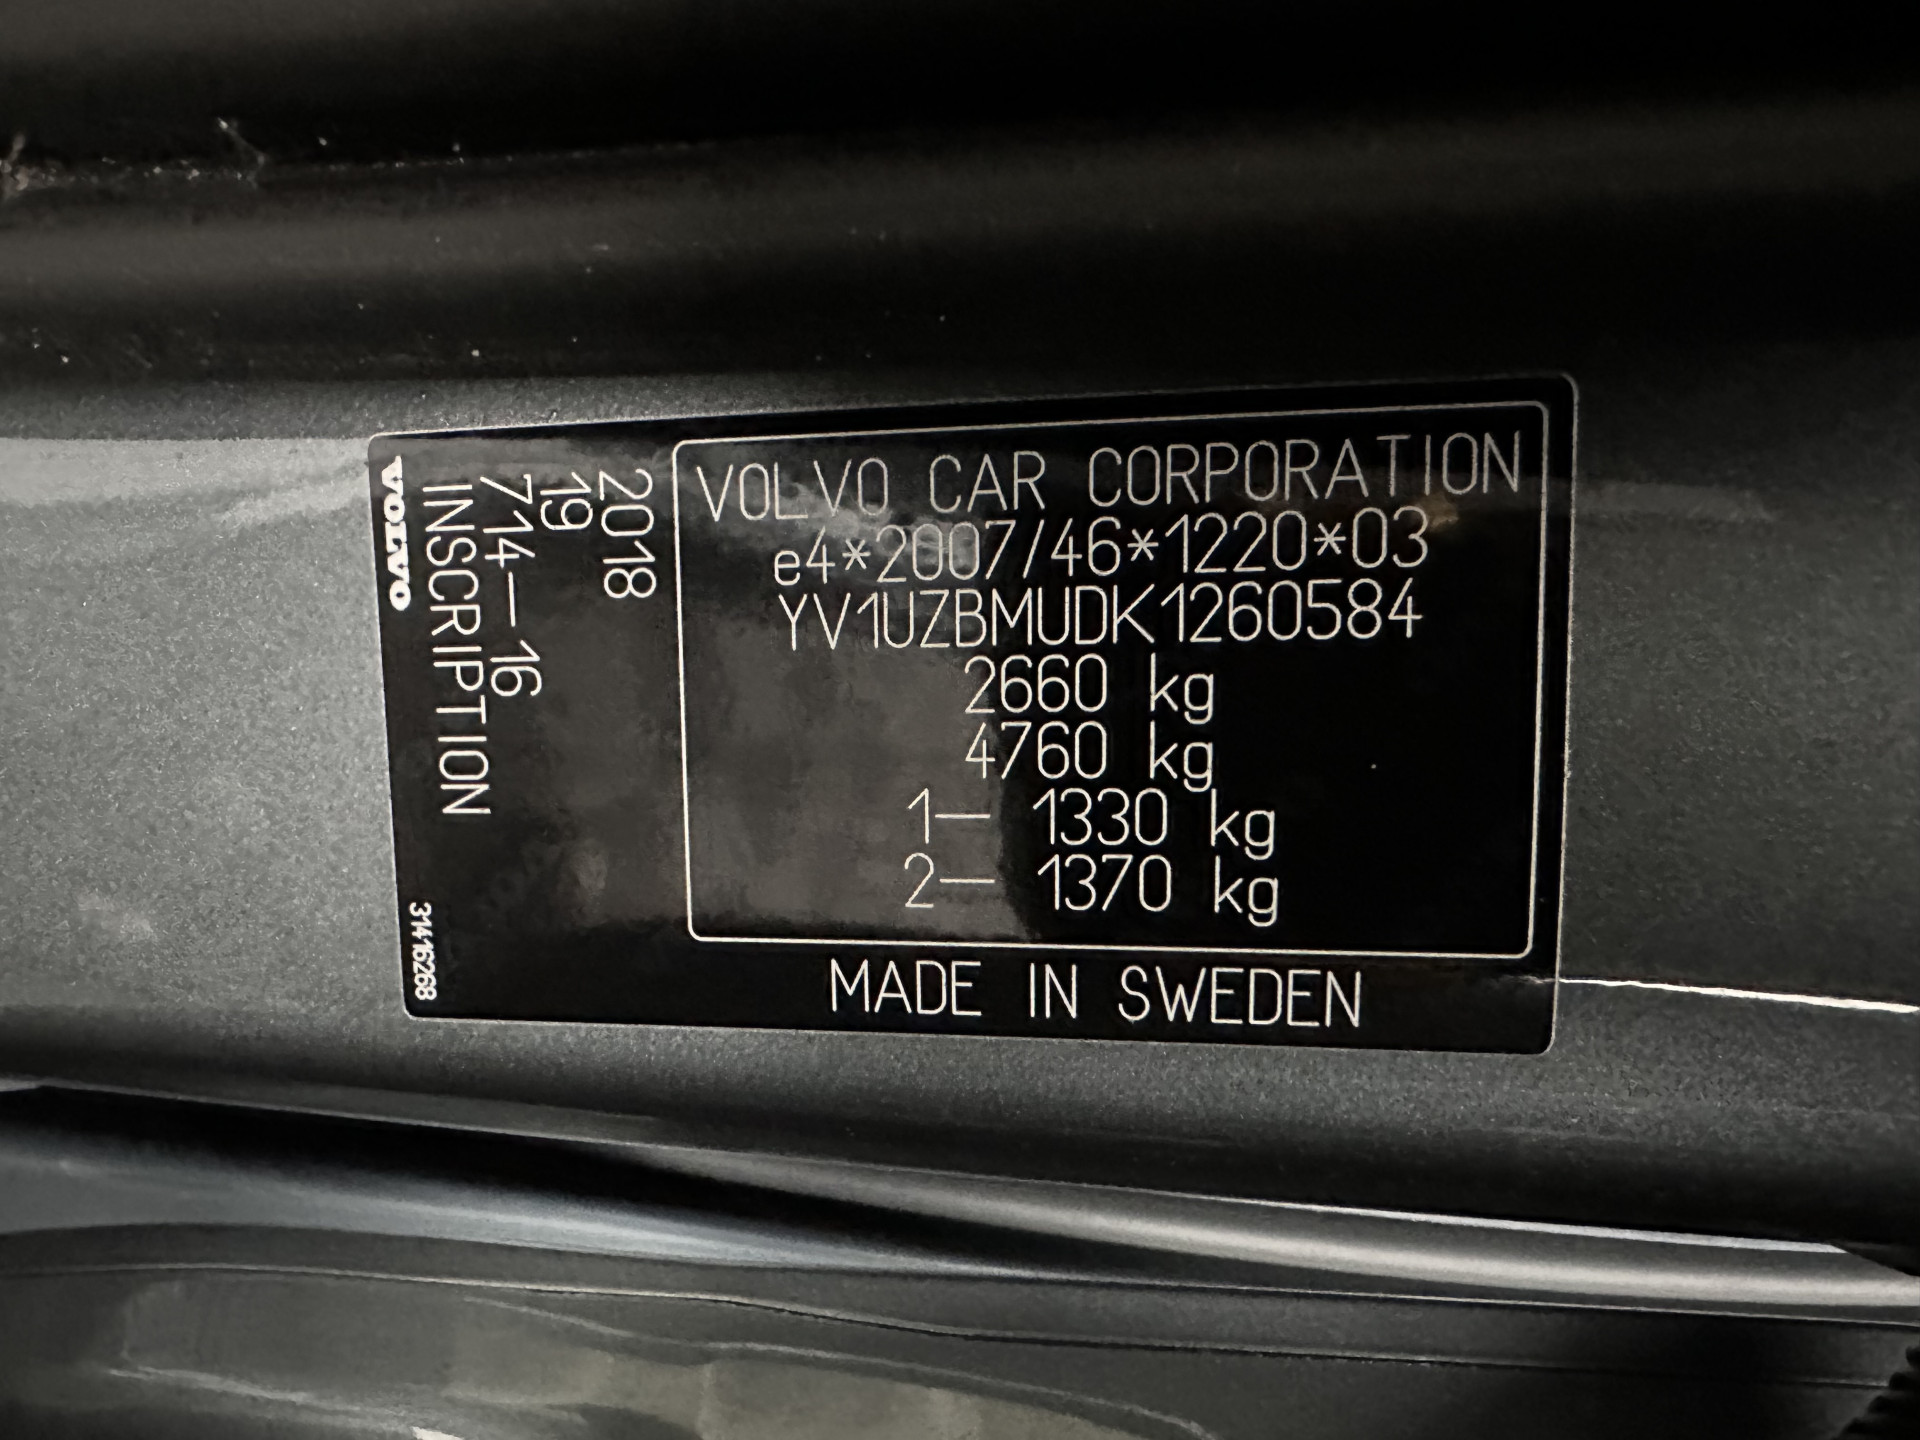 VOLVO CAR CORPORATION
e4*2007/46*1220*03
YV1UZBMUDK1260584
2660 kg
4760 kg
1— 1330 kg
2— 1370 kg
MADE IN SWEDEN
2018
19
714—16
INSCRIPTION
VOLVO
31416268